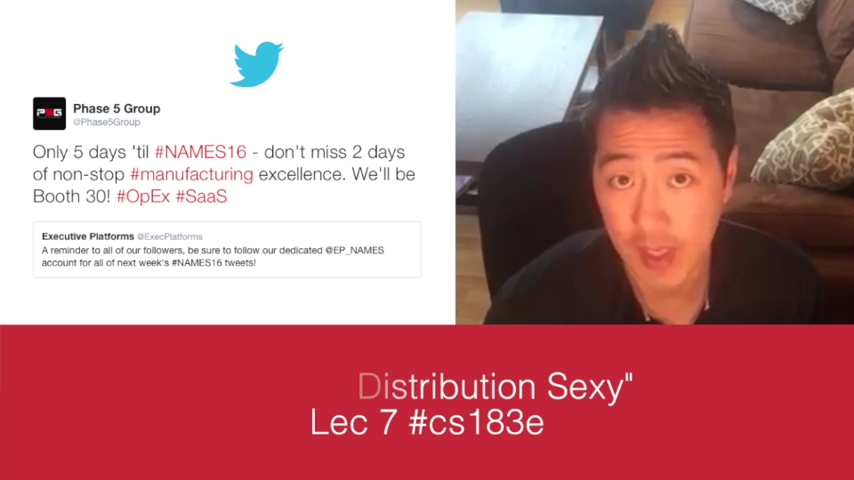 Phase 5 Group
@Phase5Group
Only 5 days 'til #NAMES16 - don't miss 2 days
of non-stop #manufacturing excellence. We'll be
Booth 30! #OpEx #SaaS
Executive Platforms @ExecPlatforms
A reminder to all of our followers, be sure to follow our dedicated @EP_NAMES
account for all of next week's #NAMES16 tweets!
Distribution Sexy"
Lec 7 #cs183e